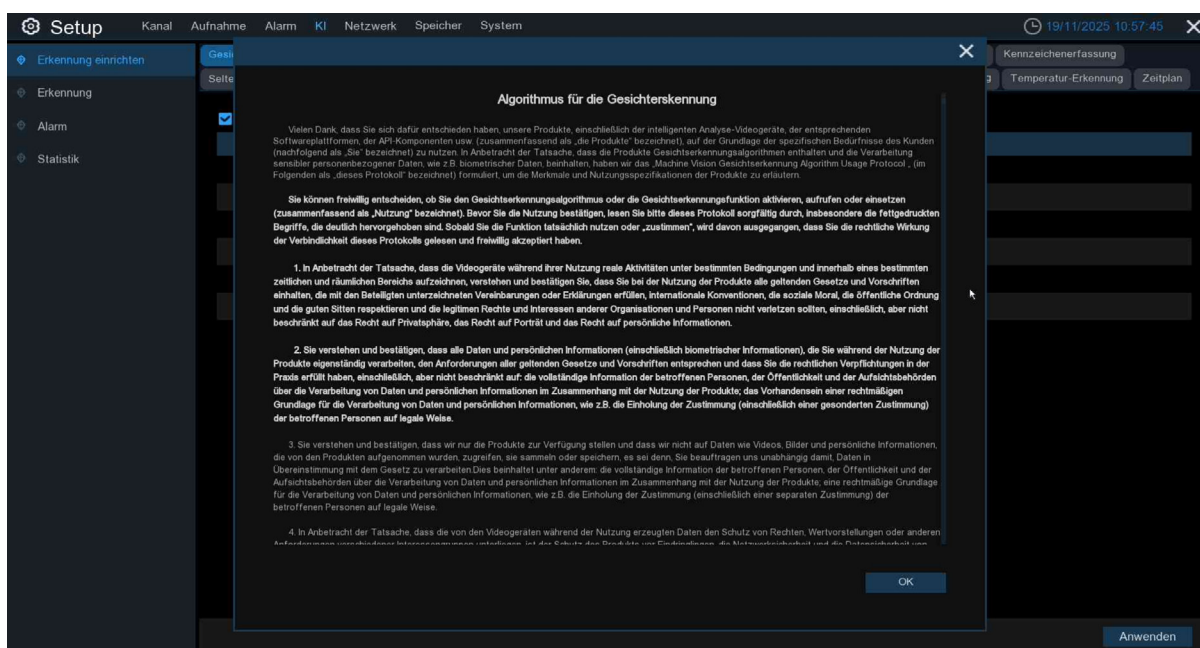 Setup Kanal Aufnahme Alarm KI Netzwerk Speicher System 19/11/2025 10:57:45
Erkennung einrichten
Erkennung
Alarm
Statistik
Kennzeichenerfassung
Temperatur-Erkennung Zeitplan
Algorithmus für die Gesichterskennung
Vielen Dank, dass Sie sich dafür entschieden haben, unsere Produkte, einschließlich der intelligenten Analyse-Videogeräte, der entsprechenden
Softwareplattformen, der API-Komponenten usw. (zusammenfassend als „die Produkte" bezeichnet), auf der Grundlage der spezifischen Bedürfnisse des Kunden
(nachfolgend als „Sie" bezeichnet) zu nutzen. In Anbetracht der Tatsache, dass die Produkte Gesichtserkennungsalgorithmen enthalten und die Verarbeitung
sensibler personenbezogener Daten, wie z.B. biometrischer Daten, beinhalten, haben wir das „Machine Vision Gesichtserkennung Algorithm Usage Protocol „ (im
Folgenden als „dieses Protokoll" bezeichnet) formuliert, um die Merkmale und Nutzungsspezifikationen der Produkte zu erläutern.
Sie können freiwillig entscheiden, ob Sie den Gesichtserkennungsalgorithmus oder die Gesichtserkennungsfunktion aktivieren, aufrufen oder einsetzen
(zusammenfassend als „Nutzung" bezeichnet). Bevor Sie die Nutzung bestätigen, lesen Sie bitte dieses Protokoll sorgfältig durch, insbesondere die fettgedruckten
Begriffe, die deutlich hervorgehoben sind. Sobald Sie die Funktion tatsächlich nutzen oder „zustimmen", wird davon ausgegangen, dass Sie die rechtliche Wirkung
der Verbindlichkeit dieses Protokolls gelesen und freiwillig akzeptiert haben.
1. In Anbetracht der Tatsache, dass die Videogeräte während ihrer Nutzung reale Aktivitäten unter bestimmten Bedingungen und innerhalb eines bestimmten
zeitlichen und räumlichen Bereichs aufzeichnen, verstehen und bestätigen Sie, dass Sie bei der Nutzung der Produkte alle geltenden Gesetze und Vorschriften
einhalten, die mit den Beteiligten unterzeichneten Vereinbarungen oder Erklärungen erfüllen, internationale Konventionen, die soziale Moral, die öffentliche Ordnung
und die guten Sitten respektieren und die legitimen Rechte und Interessen anderer Organisationen und Personen nicht verletzen sollten, einschließlich, aber nicht
beschränkt auf das Recht auf Privatsphäre, das Recht auf Porträt und das Recht auf persönliche Informationen.
2. Sie verstehen und bestätigen, dass alle Daten und persönlichen Informationen (einschließlich biometrischer Informationen), die Sie während der Nutzung der
Produkte eigenständig verarbeiten, den Anforderungen aller geltenden Gesetze und Vorschriften entsprechen und dass Sie die rechtlichen Verpflichtungen in der
Praxis erfüllt haben, einschließlich, aber nicht beschränkt auf: die vollständige Information der betroffenen Personen, der Öffentlichkeit und der Aufsichtsbehörden
über die Verarbeitung von Daten und persönlichen Informationen im Zusammenhang mit der Nutzung der Produkte; das Vorhandensein einer rechtmäßigen
Grundlage für die Verarbeitung von Daten und persönlichen Informationen, wie z.B. die Einholung der Zustimmung (einschließlich einer gesonderten Zustimmung)
der betroffenen Personen auf legale Weise.
3. Sie verstehen und bestätigen, dass wir nur die Produkte zur Verfügung stellen und dass wir nicht auf Daten wie Videos, Bilder und persönliche Informationen,
die von den Produkten aufgenommen wurden, zugreifen, sie sammeln oder speichern, es sei denn, Sie beauftragen uns unabhängig damit, Daten in
Übereinstimmung mit dem Gesetz zu verarbeiten.Dies beinhaltet unter anderem: die vollständige Information der betroffenen Personen, der Öffentlichkeit und der
Aufsichtsbehörden über die Verarbeitung von Daten und persönlichen Informationen im Zusammenhang mit der Nutzung der Produkte; eine rechtmäßige Grundlage
für die Verarbeitung von Daten und persönlichen Informationen, wie z.B. die Einholung der Zustimmung (einschließlich einer separaten Zustimmung) der
betroffenen Personen auf legale Weise.
4. In Anbetracht der Tatsache, dass die von den Videogeräten während der Nutzung erzeugten Daten den Schutz von Rechten, Wertvorstellungen oder anderen
OK
Anwenden